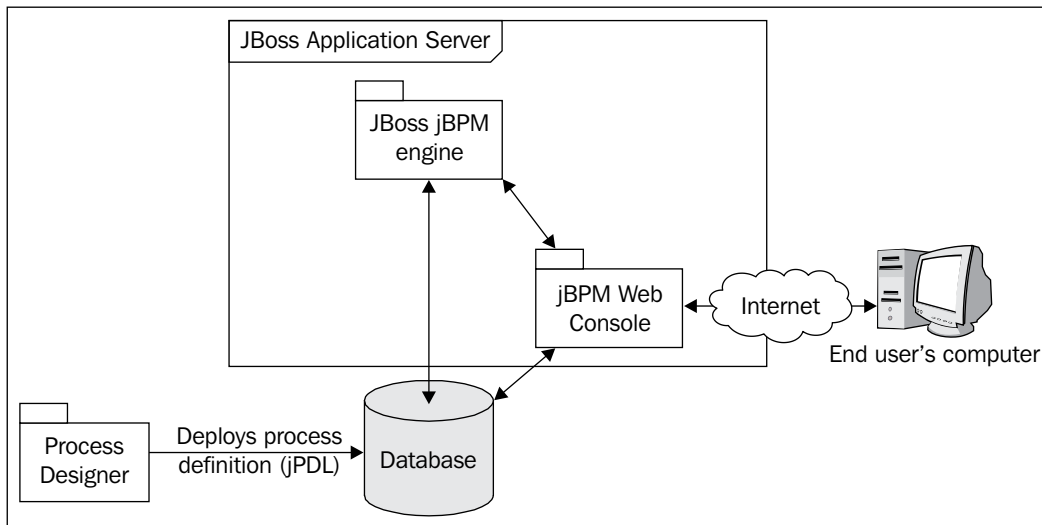 JBoss Application Server
JBoss jBPM
engine
jBPM Web
Console
Internet
End user's computer
Process
Designer
Deploys process
definition (jPDL)
Database